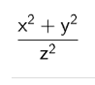 x² + y²
z²